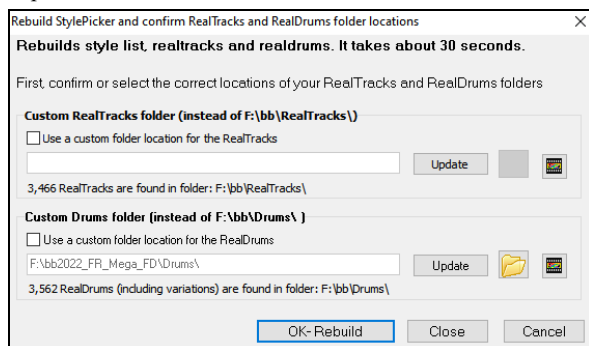 Rebuild StylePicker and confirm RealTracks and RealDrums folder locations
Rebuilds style list, realtracks and realdrums. It takes about 30 seconds.
First, confirm or select the correct locations of your RealTracks and RealDrums folders
Custom RealTracks folder (instead of F:\bb\RealTracks\)
Use a custom folder location for the RealTracks
Update
3,466 RealTracks are found in folder: F:\bb\RealTracks\
Custom Drums folder (instead of F:\bb\Drums\ )
Use a custom folder location for the RealDrums
F:\bb2022_FR_Mega_FD\Drums\
Update
3,562 RealDrums (including variations) are found in folder: F:\bb\Drums\
OK- Rebuild Close Cancel